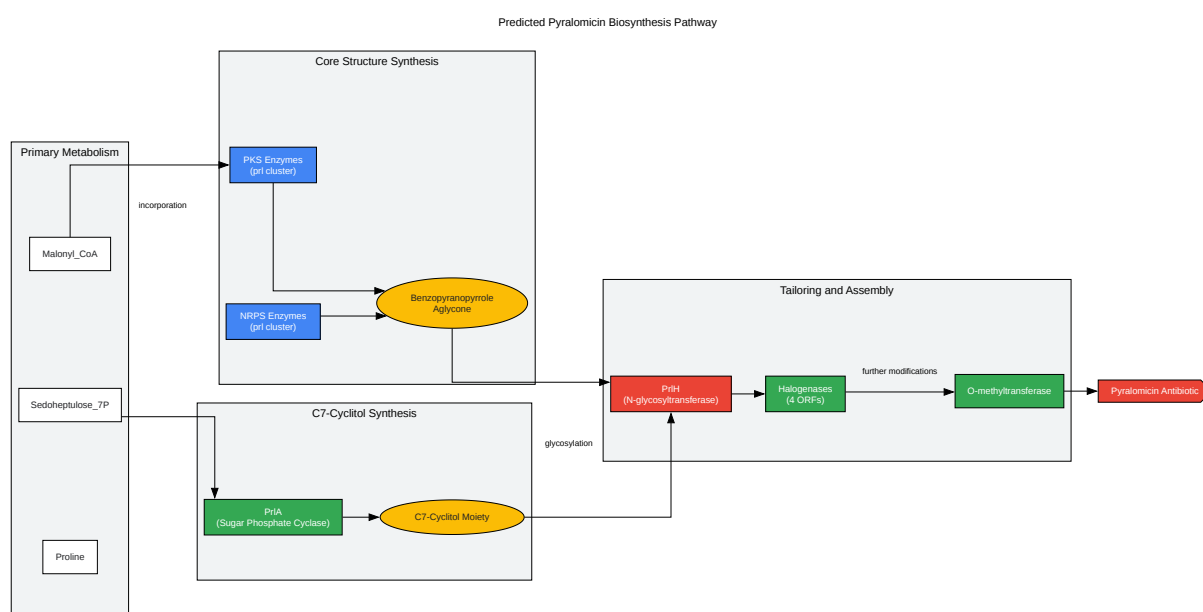 Predicted Pyralomicin Biosynthesis Pathway
Core Structure Synthesis
Primary Metabolism
PKS Enzymes
(prl cluster)
incorporation
Malonyl_CoA
Benzopyranopyrrole
Aglycone
NRPS Enzymes
(prl cluster)
Tailoring and Assembly
further modifications
PrlH
(N-glycosyltransferase)
Halogenases
(4 ORFs)
O-methyltransferase
Pyralomicin Antibiotic
Sedoheptulose_7P
C7-Cyclitol Synthesis
glycosylation
PrlA
(Sugar Phosphate Cyclase)
C7-Cyclitol Moiety
Proline